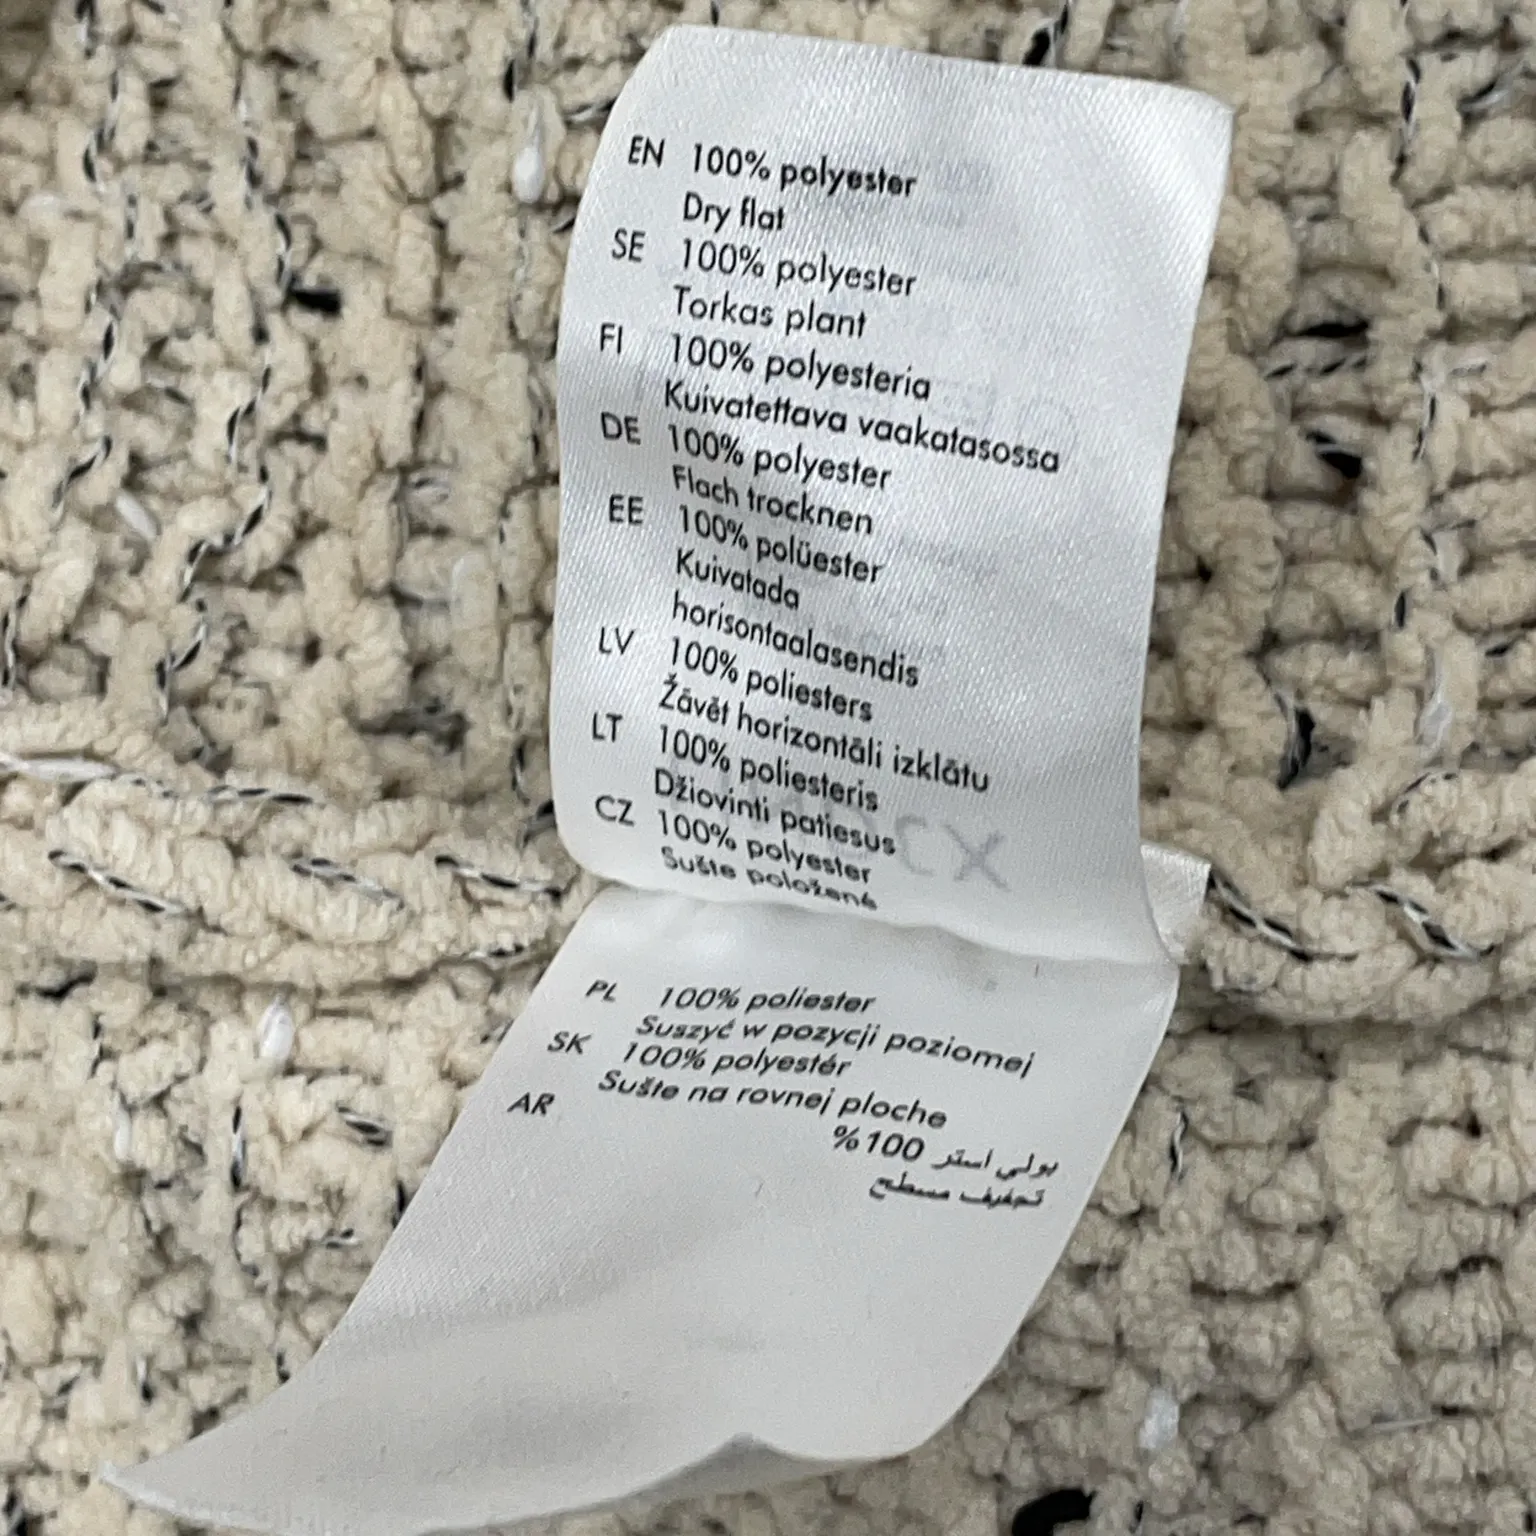 EN 100% polyester
Dry flat
SE 100% polyester
Torkas plant
FI 100% polyesteria
Kuivatettava vaakatasossa
DE 100% polyester
Flach trocknen
EE 100% polüester
Kuivatada
horisontaalasendis
LV 100% poliesters
Žāvēt horizontāli izklātu
LT 100% poliesteris
Džiovinti patiesus
CZ 100% polyester
Sušte položené
PL 100% poliester
Suszyć w pozycji poziomej
SK 100% polyestér
Sušte na rovnej ploche
AR
بولي استر 100%
تجفيف مسطح